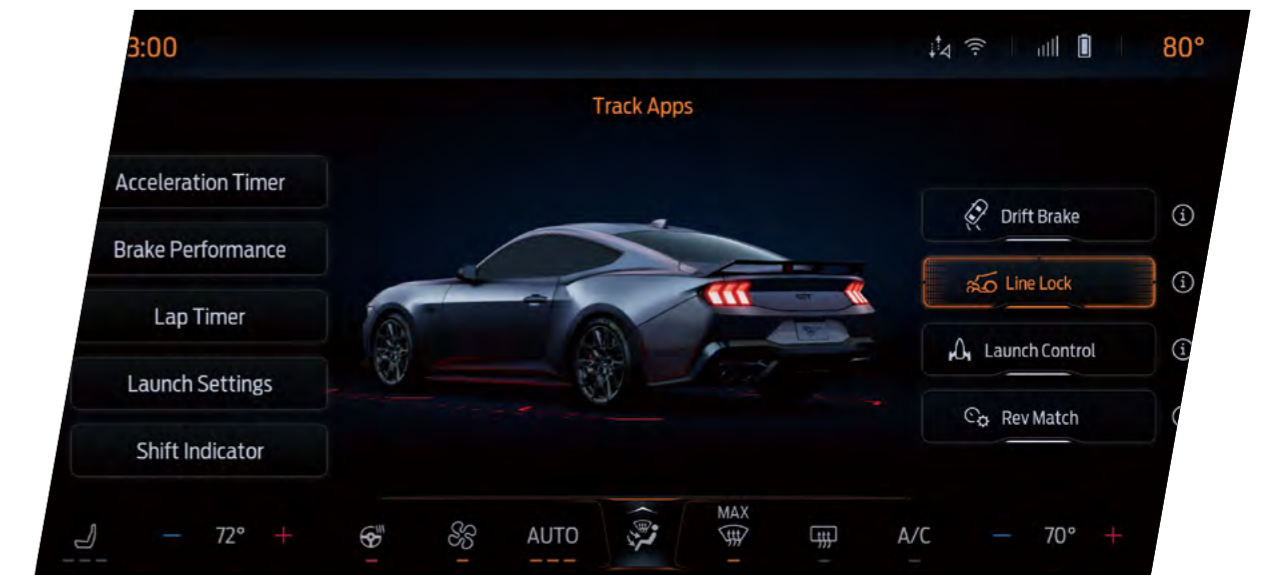 3:00
80°
Track Apps
Acceleration Timer
Brake Performance
Lap Timer
Launch Settings
Shift Indicator
Drift Brake
Line Lock
Launch Control
Rev Match
72°
AUTO
MAX
A/C
70°